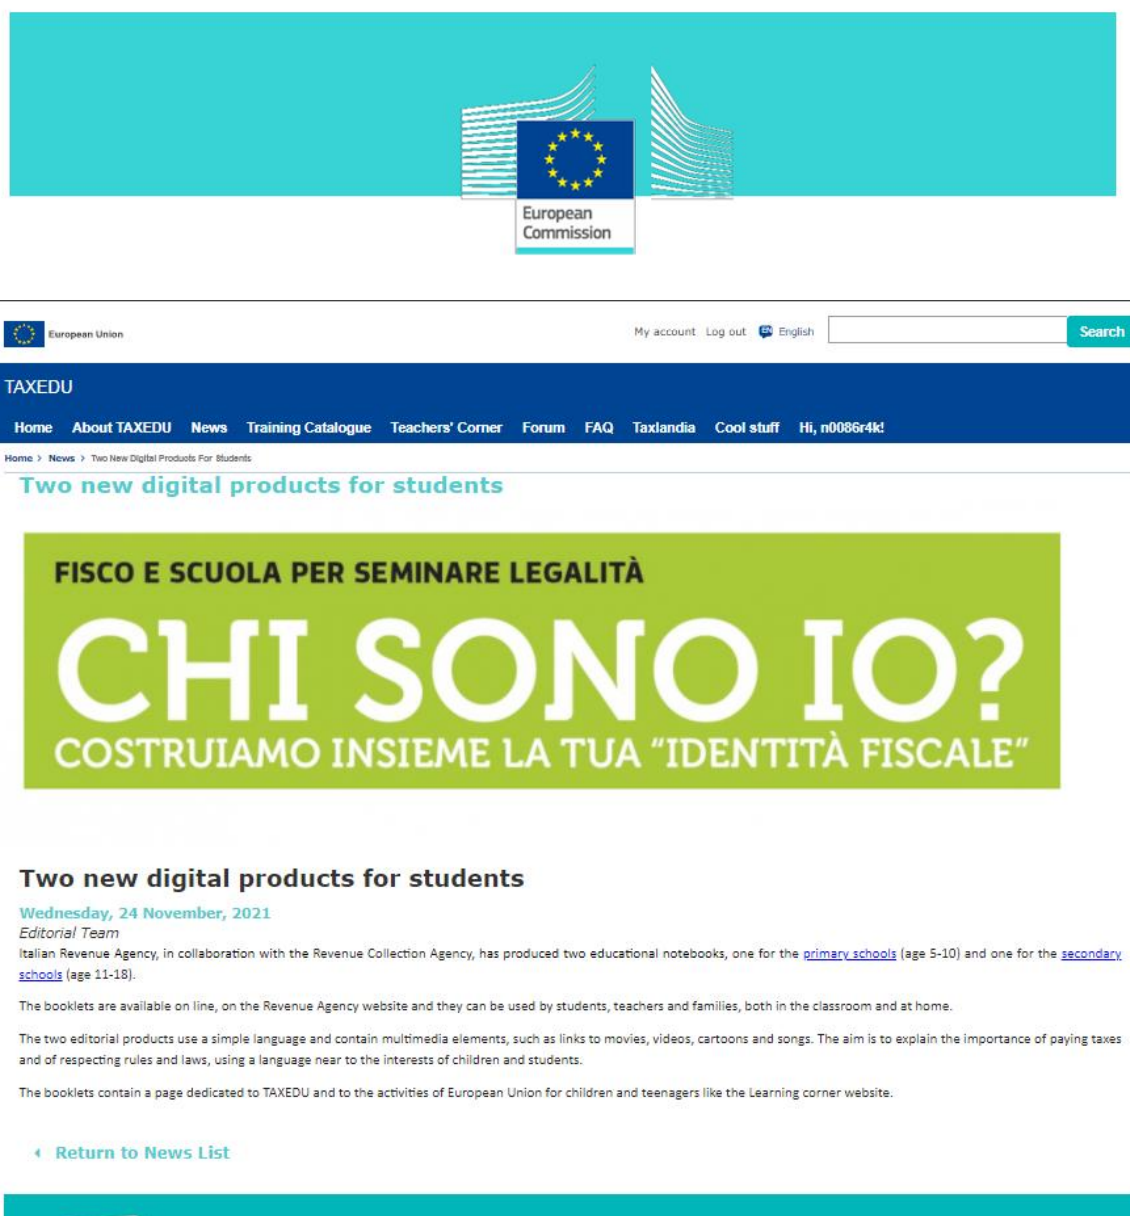 European
Commission
European Union
My account Log out EN English
Search
TAXEDU
Home About TAXEDU News Training Catalogue Teachers' Corner Forum FAQ Taxlandia Cool stuff Hi, n0086r4k!
Home > News > Two New Digital Products For Students
Two new digital products for students
FISCO E SCUOLA PER SEMINARE LEGALITÀ
CHI SONO IO?
COSTRUIAMO INSIEME LA TUA "IDENTITÀ FISCALE"
Two new digital products for students
Wednesday, 24 November, 2021
Editorial Team
Italian Revenue Agency, in collaboration with the Revenue Collection Agency, has produced two educational notebooks, one for the primary schools (age 5-10) and one for the secondary
schools (age 11-18).
The booklets are available on line, on the Revenue Agency website and they can be used by students, teachers and families, both in the classroom and at home.
The two editorial products use a simple language and contain multimedia elements, such as links to movies, videos, cartoons and songs. The aim is to explain the importance of paying taxes
and of respecting rules and laws, using a language near to the interests of children and students.
The booklets contain a page dedicated to TAXEDU and to the activities of European Union for children and teenagers like the Learning corner website.
Return to News List